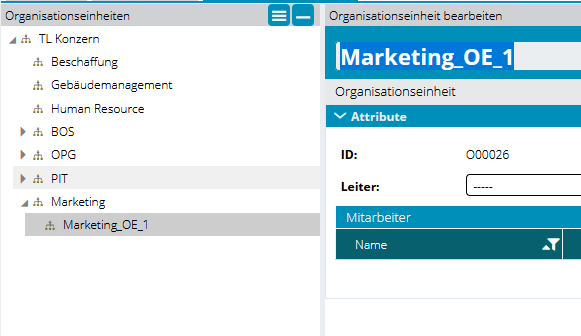 Organisationseinheiten
TL Konzern
Beschaffung
Gebäudemanagement
Human Resource
BOS
OPG
PIT
Marketing
Marketing_OE_1
Organisationseinheit bearbeiten
Marketing_OE_1
Organisationseinheit
Attribute
ID: O00026
Leiter: -----
Mitarbeiter
Name